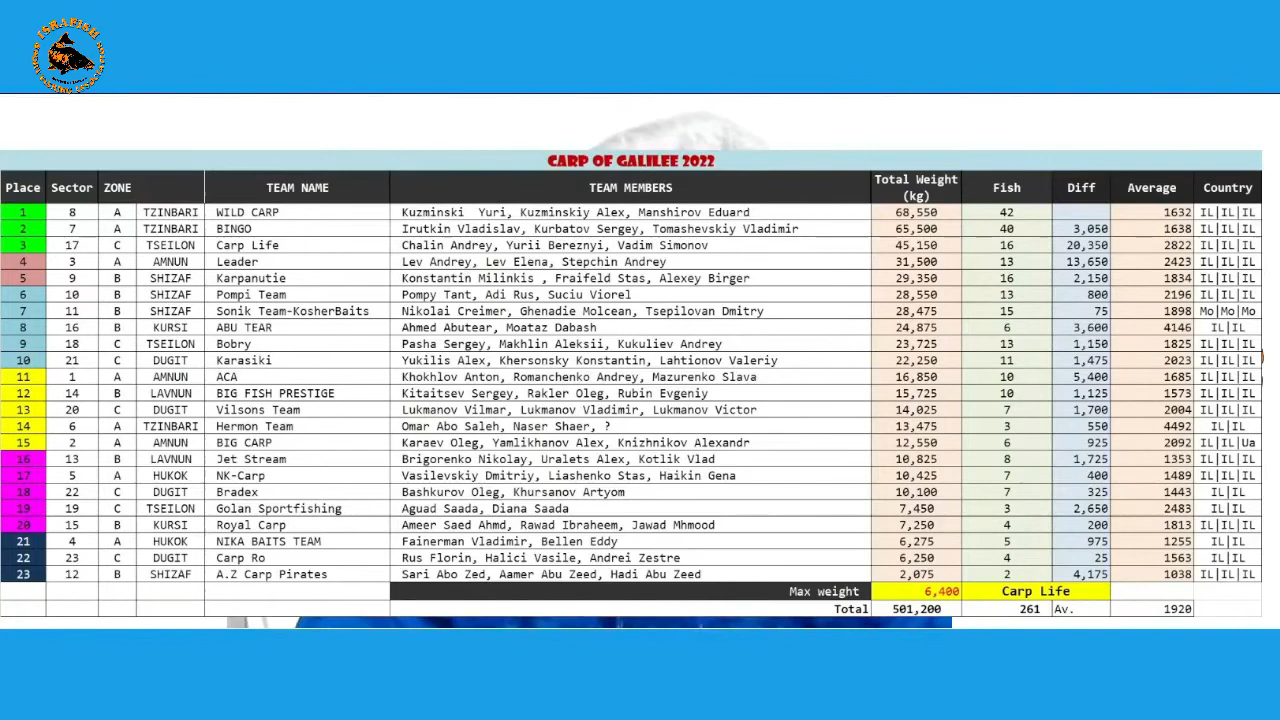 ISRAFISH
CARP OF GALILEE 2022
Place Sector ZONE TEAM NAME TEAM MEMBERS Total Weight (kg) Fish Diff Average Country
1 8 A TZINBARI WILD CARP Kuzminski Yuri, Kuzminskiy Alex, Manshirov Eduard 68,550 42 1632 IL|IL|IL
2 7 A TZINBARI BINGO Irutkin Vladislav, Kurbatov Sergey, Tomashevskiy Vladimir 65,500 40 3,050 1638 IL|IL|IL
3 17 C TSEILON Carp Life Chalin Andrey, Yurii Bereznyi, Vadim Simonov 45,150 16 20,350 2822 IL|IL|IL
4 3 A AMNUN Leader Lev Andrey, Lev Elena, Stepchin Andrey 31,500 13 13,650 2423 IL|IL|IL
5 9 B SHIZAF Karpanutie Konstantin Milinkis , Fraifeld Stas, Alexey Birger 29,350 16 2,150 1834 IL|IL|IL
6 10 B SHIZAF Pompi Team Pompy Tant, Adi Rus, Suciu Viorel 28,550 13 800 2196 IL|IL|IL
7 11 B SHIZAF Sonik Team-KosherBaits Nikolai Creimer, Ghenadie Molcean, Tsepilovan Dmitry 28,475 15 75 1898 Mo|Mo|Mo
8 16 B KURSI ABU TEAR Ahmed Abutear, Moataz Dabash 24,875 6 3,600 4146 IL|IL
9 18 C TSEILON Bobry Pasha Sergey, Makhlin Aleksii, Kukuliev Andrey 23,725 13 1,150 1825 IL|IL|IL
10 21 C DUGIT Karasiki Yukilis Alex, Khersonsky Konstantin, Lahtionov Valeriy 22,250 11 1,475 2023 IL|IL|IL
11 1 A AMNUN ACA Khokhlov Anton, Romanchenko Andrey, Mazurenko Slava 16,850 10 5,400 1685 IL|IL|IL
12 14 B LAVNUN BIG FISH PRESTIGE Kitaitsev Sergey, Rakler Oleg, Rubin Evgeniy 15,725 10 1,125 1573 IL|IL|IL
13 20 C DUGIT Vilsons Team Lukmanov Vilmar, Lukmanov Vladimir, Lukmanov Victor 14,025 7 1,700 2004 IL|IL|IL
14 6 A TZINBARI Hermon Team Omar Abo Saleh, Naser Shaer, ? 13,475 3 550 4492 IL|IL
15 2 A AMNUN BIG CARP Karaev Oleg, Yamlikhanov Alex, Knizhnikov Alexandr 12,550 6 925 2092 IL|IL|Ua
16 13 B LAVNUN Jet Stream Brigorenko Nikolay, Uralets Alex, Kotlik Vlad 10,825 8 1,725 1353 IL|IL|IL
17 5 A HUKOK NK-Carp Vasilevskij Dmitriy, Liashenko Stas, Haikin Gena 10,425 7 400 1489 IL|IL|IL
18 22 C DUGIT Bradex Bashkurov Oleg, Khursanov Artyom 10,100 7 325 1443 IL|IL
19 19 C TSEILON Golan Sportfishing Aguad Saada, Diana Saada 7,450 3 2,650 2483 IL|IL
20 15 B KURSI Royal Carp Ameer Saed Ahmd, Rawad Ibraheem, Jawad Mhmood 7,250 4 200 1813 IL|IL|IL
21 4 A HUKOK NIKA BAITS TEAM Fainerman Vladimir, Bellen Eddy 6,275 5 975 1255 IL|IL
22 23 C DUGIT Carp Ro Rus Florin, Halici Vasile, Andrei Zestre 6,250 4 25 1563 IL|IL
23 12 B SHIZAF A.Z Carp Pirates Sari Abo Zed, Aamer Abu Zeed, Hadi Abu Zeed 2,075 2 4,175 1038 IL|IL|IL
Max weight 6,400 Carp Life
Total 501,200 261 Av. 1920